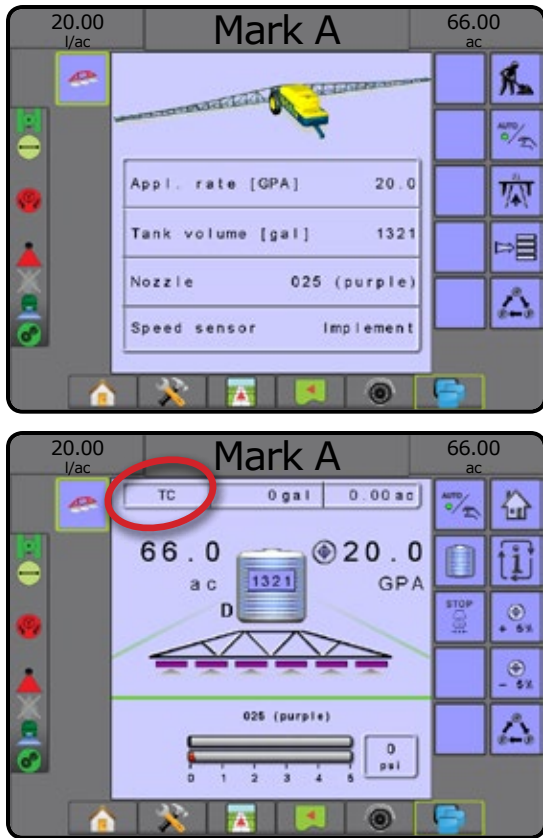 20.00
l/ac
Mark A
66.00
ac
AUTO
Appl. rate [GPA] 20.0
Tank volume [gal] 1321
Nozzle 025 (purple)
Speed sensor Implement
20.00
l/ac
Mark A
66.00
ac
TC 0 gal 0.00 ac
AUTO
66.0
ac
1321
20.0
GPA
D
i
STOP
+ 5%
- 5%
025 (purple)
0 1 2 3 4 5
0
psi